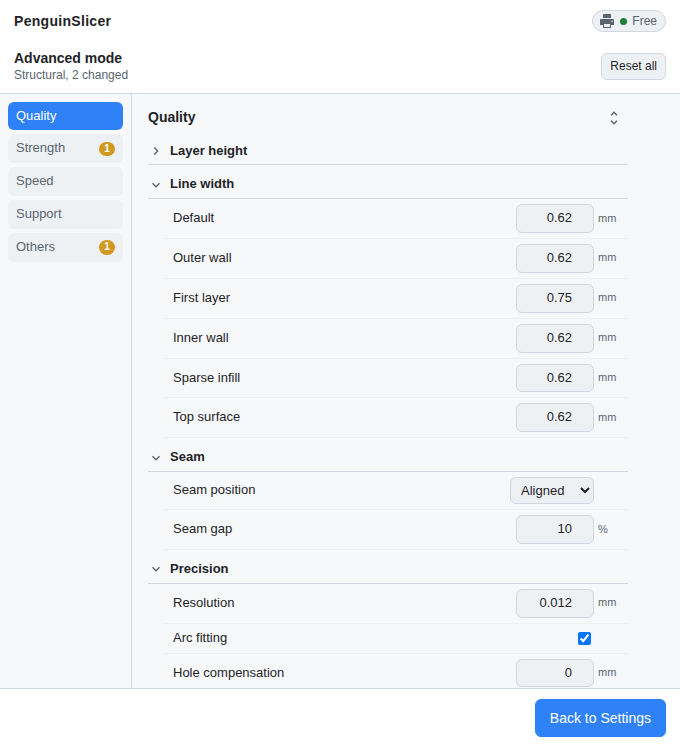 PenguinSlicer
Free
Advanced mode
Structural, 2 changed
Reset all
Quality
Strength 1
Speed
Support
Others 1
Quality
Layer height
Line width
Default 0.62 mm
Outer wall 0.62 mm
First layer 0.75 mm
Inner wall 0.62 mm
Sparse infill 0.62 mm
Top surface 0.62 mm
Seam
Seam position Aligned
Seam gap 10 %
Precision
Resolution 0.012 mm
Arc fitting
Hole compensation 0 mm
Back to Settings